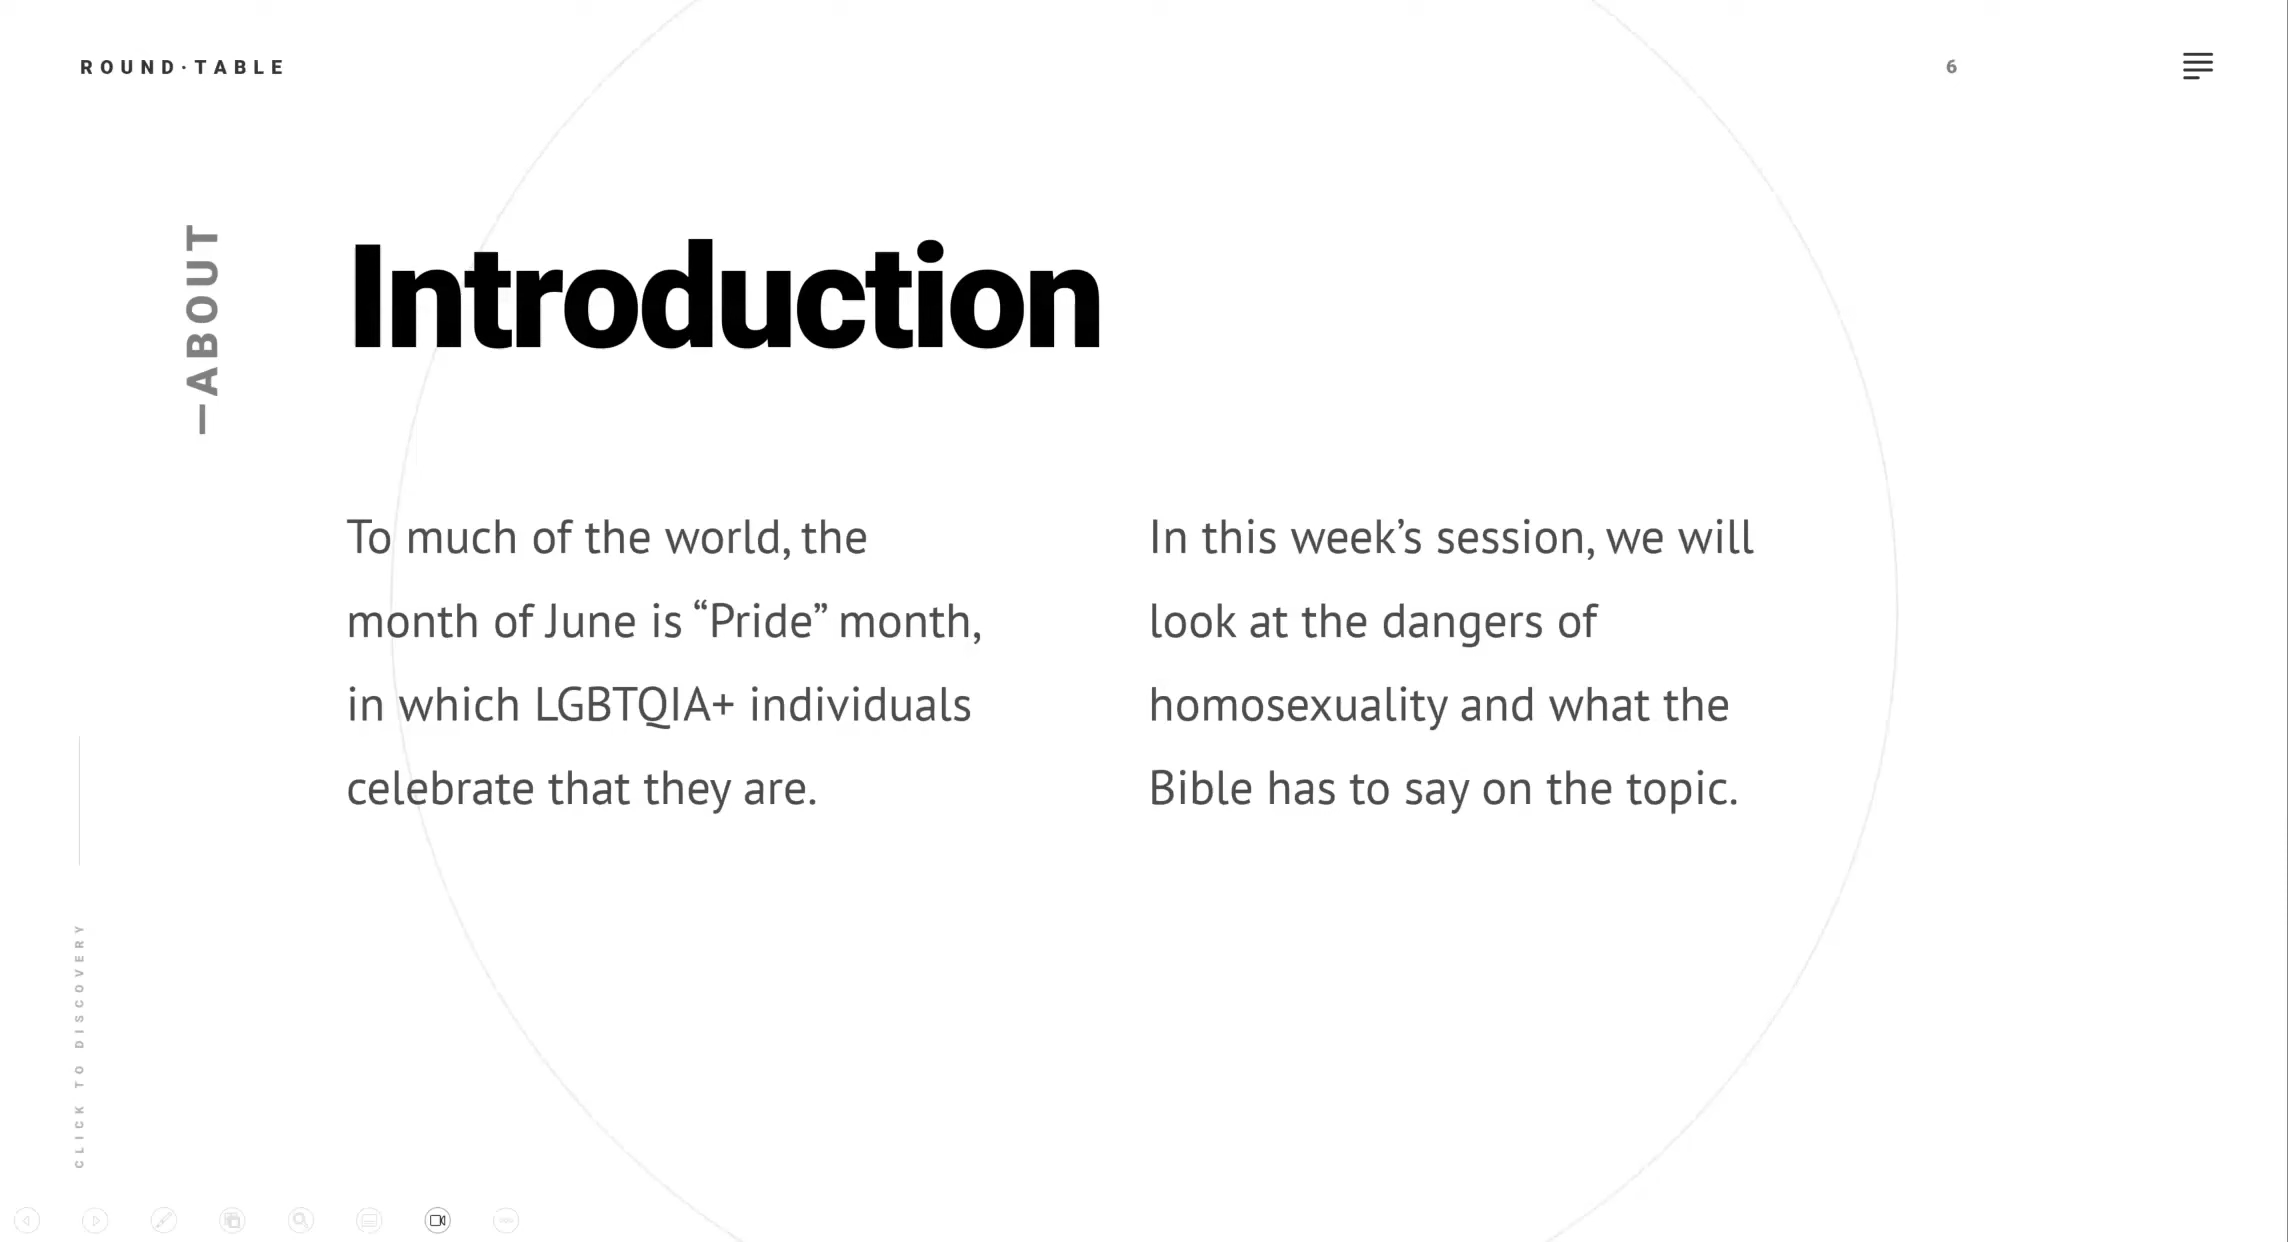 ROUND·TABLE
6
—ABOUT
Introduction
To much of the world, the
month of June is “Pride” month,
in which LGBTQIA+ individuals
celebrate that they are.
In this week’s session, we will
look at the dangers of
homosexuality and what the
Bible has to say on the topic.
CLICK TO DISCOVERY